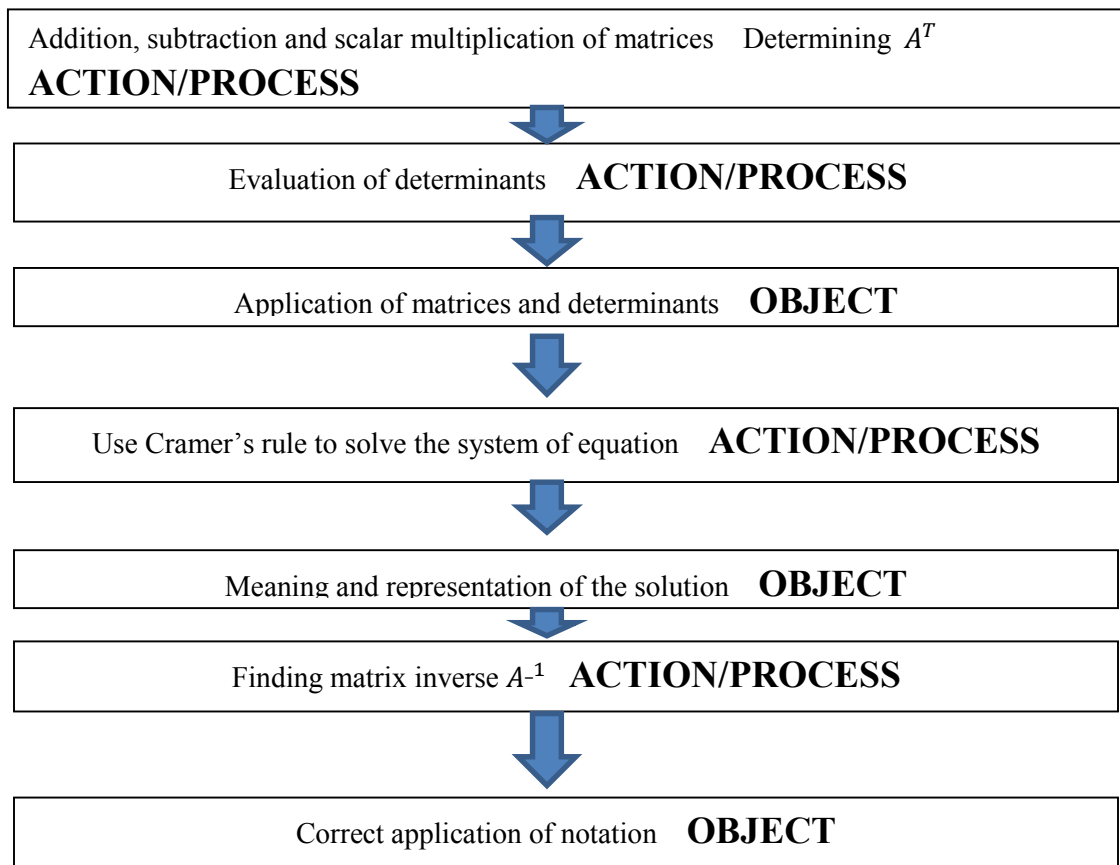 Addition, subtraction and scalar multiplication of matrices Determining Aᵀ
ACTION/PROCESS
Evaluation of determinants ACTION/PROCESS
Application of matrices and determinants OBJECT
Use Cramer’s rule to solve the system of equation ACTION/PROCESS
Meaning and representation of the solution OBJECT
Finding matrix inverse A-¹ ACTION/PROCESS
Correct application of notation OBJECT